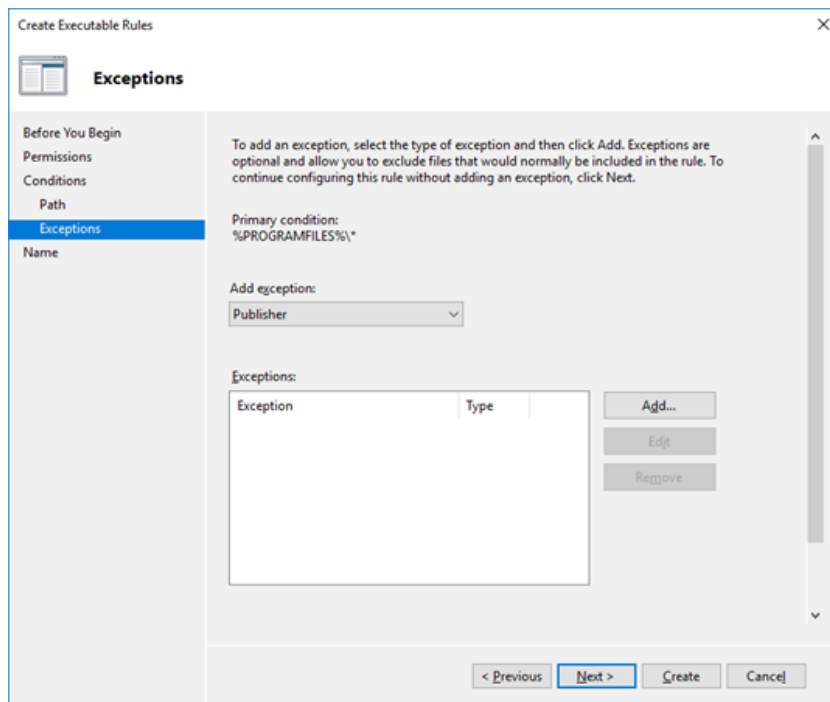 Create Executable Rules
Exceptions
Before You Begin
Permissions
Conditions
Path
Exceptions
Name
To add an exception, select the type of exception and then click Add. Exceptions are
optional and allow you to exclude files that would normally be included in the rule. To
continue configuring this rule without adding an exception, click Next.
Primary condition:
%PROGRAMFILES%\*
Add exception:
Publisher
Exceptions:
Exception Type
Add...
Edit
Remove
< Previous Next > Create Cancel